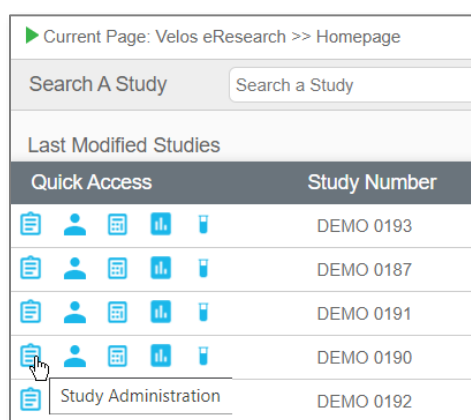 Current Page: Velos eResearch >> Homepage
Search A Study Search a Study
Last Modified Studies
Quick Access Study Number
DEMO 0193
DEMO 0187
DEMO 0191
DEMO 0190
Study Administration DEMO 0192